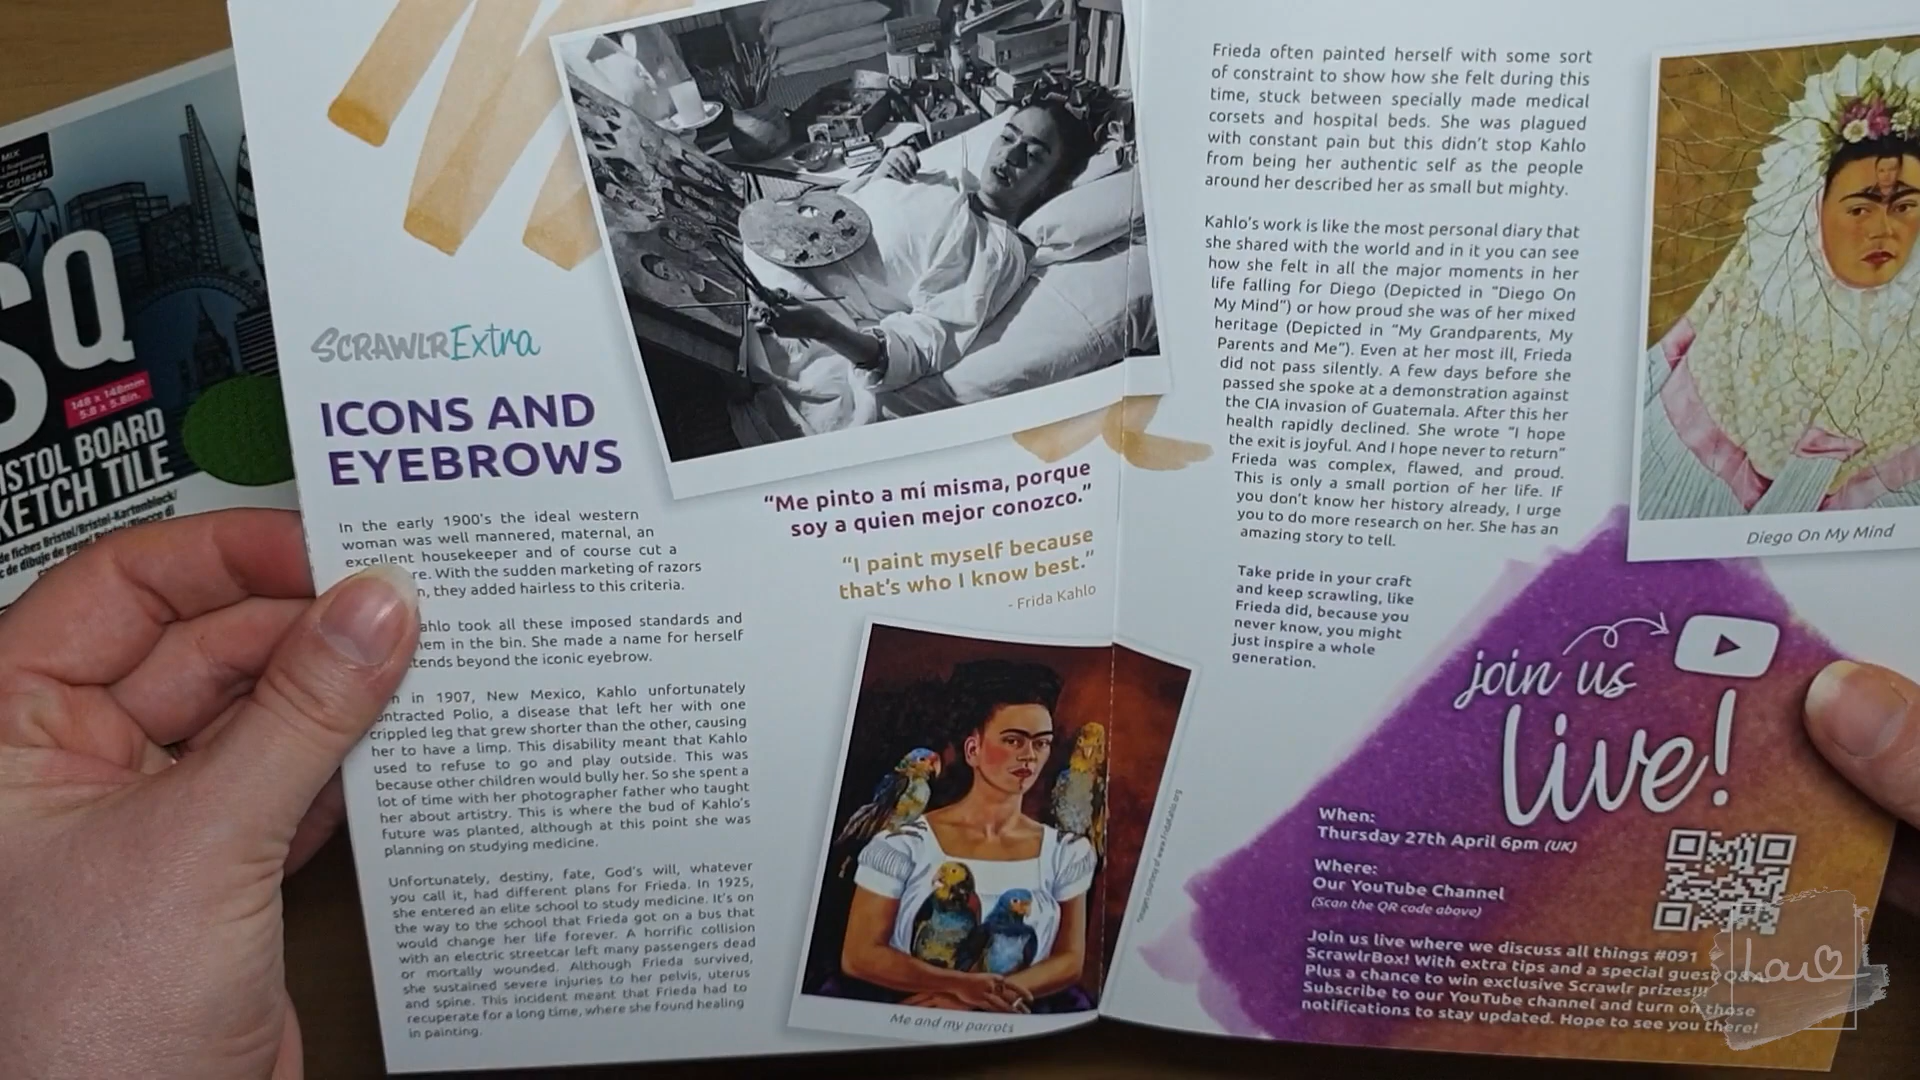 MIX
C018241
SQ
148 x 148mm
5.8 x 5.8in.
ISTOL BOARD
KETCH TILE
de fiches Bristol/Bristol-Kartonblock/
SCRAWLR Extra
ICONS AND
EYEBROWS
In the early 1900's the ideal western
woman was well mannered, maternal, an
excellent housekeeper and of course cut a
re. With the sudden marketing of razors
n, they added hairless to this criteria.
ahlo took all these imposed standards and
hem in the bin. She made a name for herself
tends beyond the iconic eyebrow.
n in 1907, New Mexico, Kahlo unfortunately
ontracted Polio, a disease that left her with one
crippled leg that grew shorter than the other, causing
her to have a limp. This disability meant that Kahlo
used to refuse to go and play outside. This was
because other children would bully her. So she spent a
lot of time with her photographer father who taught
her about artistry. This is where the bud of Kahlo's
future was planted, although at this point she was
planning on studying medicine.
Unfortunately, destiny, fate, God's will, whatever
you call it, had different plans for Frieda. In 1925,
she entered an elite school to study medicine. It's on
the way to the school that Frieda got on a bus that
would change her life forever. A horrific collision
with an electric streetcar left many passengers dead
or mortally wounded. Although Frieda survived,
she sustained severe injuries to her pelvis, uterus
and spine. This incident meant that Frieda had to
recuperate for a long time, where she found healing
in painting.
"Me pinto a mí misma, porque
soy a quien mejor conozco."
"I paint myself because
that's who I know best."
- Frida Kahlo
Me and my parrots
*Images courtesy of www.fridakahlo.org
Frieda often painted herself with some sort
of constraint to show how she felt during this
time, stuck between specially made medical
corsets and hospital beds. She was plagued
with constant pain but this didn't stop Kahlo
from being her authentic self as the people
around her described her as small but mighty.
Kahlo's work is like the most personal diary that
she shared with the world and in it you can see
how she felt in all the major moments in her
life falling for Diego (Depicted in "Diego On
My Mind") or how proud she was of her mixed
heritage (Depicted in "My Grandparents, My
Parents and Me"). Even at her most ill, Frieda
did not pass silently. A few days before she
passed she spoke at a demonstration against
the CIA invasion of Guatemala. After this her
health rapidly declined. She wrote "I hope
the exit is joyful. And I hope never to return"
Frieda was complex, flawed, and proud.
This is only a small portion of her life. If
you don't know her history already, I urge
you to do more research on her. She has an
amazing story to tell.
Take pride in your craft
and keep scrawling, like
Frieda did, because you
never know, you might
just inspire a whole
generation.
Diego On My Mind
join us
live!
When:
Thursday 27th April 6pm (UK)
Where:
Our YouTube Channel
(Scan the QR code above)
Join us live where we discuss all things #091
ScrawlrBox! With extra tips and a special guest Q&A
Plus a chance to win exclusive Scrawlr prizes!!!
Subscribe to our YouTube channel and turn on those
notifications to stay updated. Hope to see you there!